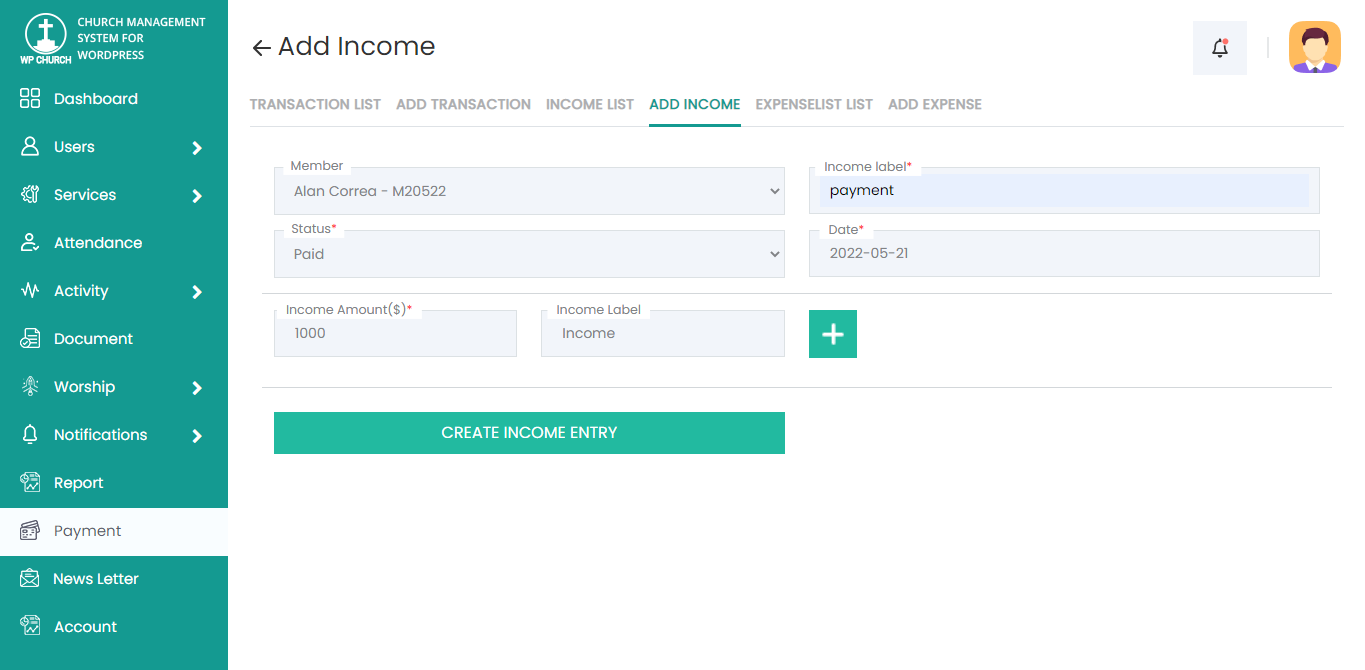 CHURCH MANAGEMENT
SYSTEM FOR
WORDPRESS
WP CHURCH
Dashboard
Users
Services
Attendance
Activity
Document
Worship
Notifications
Report
Payment
News Letter
Account
Add Income
TRANSACTION LIST ADD TRANSACTION INCOME LIST ADD INCOME EXPENSELIST LIST ADD EXPENSE
Member
Alan Correa - M20522
Income label*
payment
Status*
Paid
Date*
2022-05-21
Income Amount($)*
1000
Income Label
Income
CREATE INCOME ENTRY